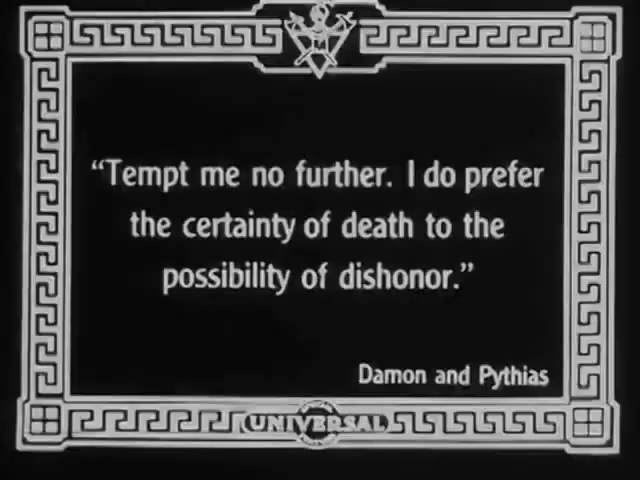 “Tempt me no further. I do prefer
the certainty of death to the
possibility of dishonor.”
Damon and Pythias
UNIVERSAL